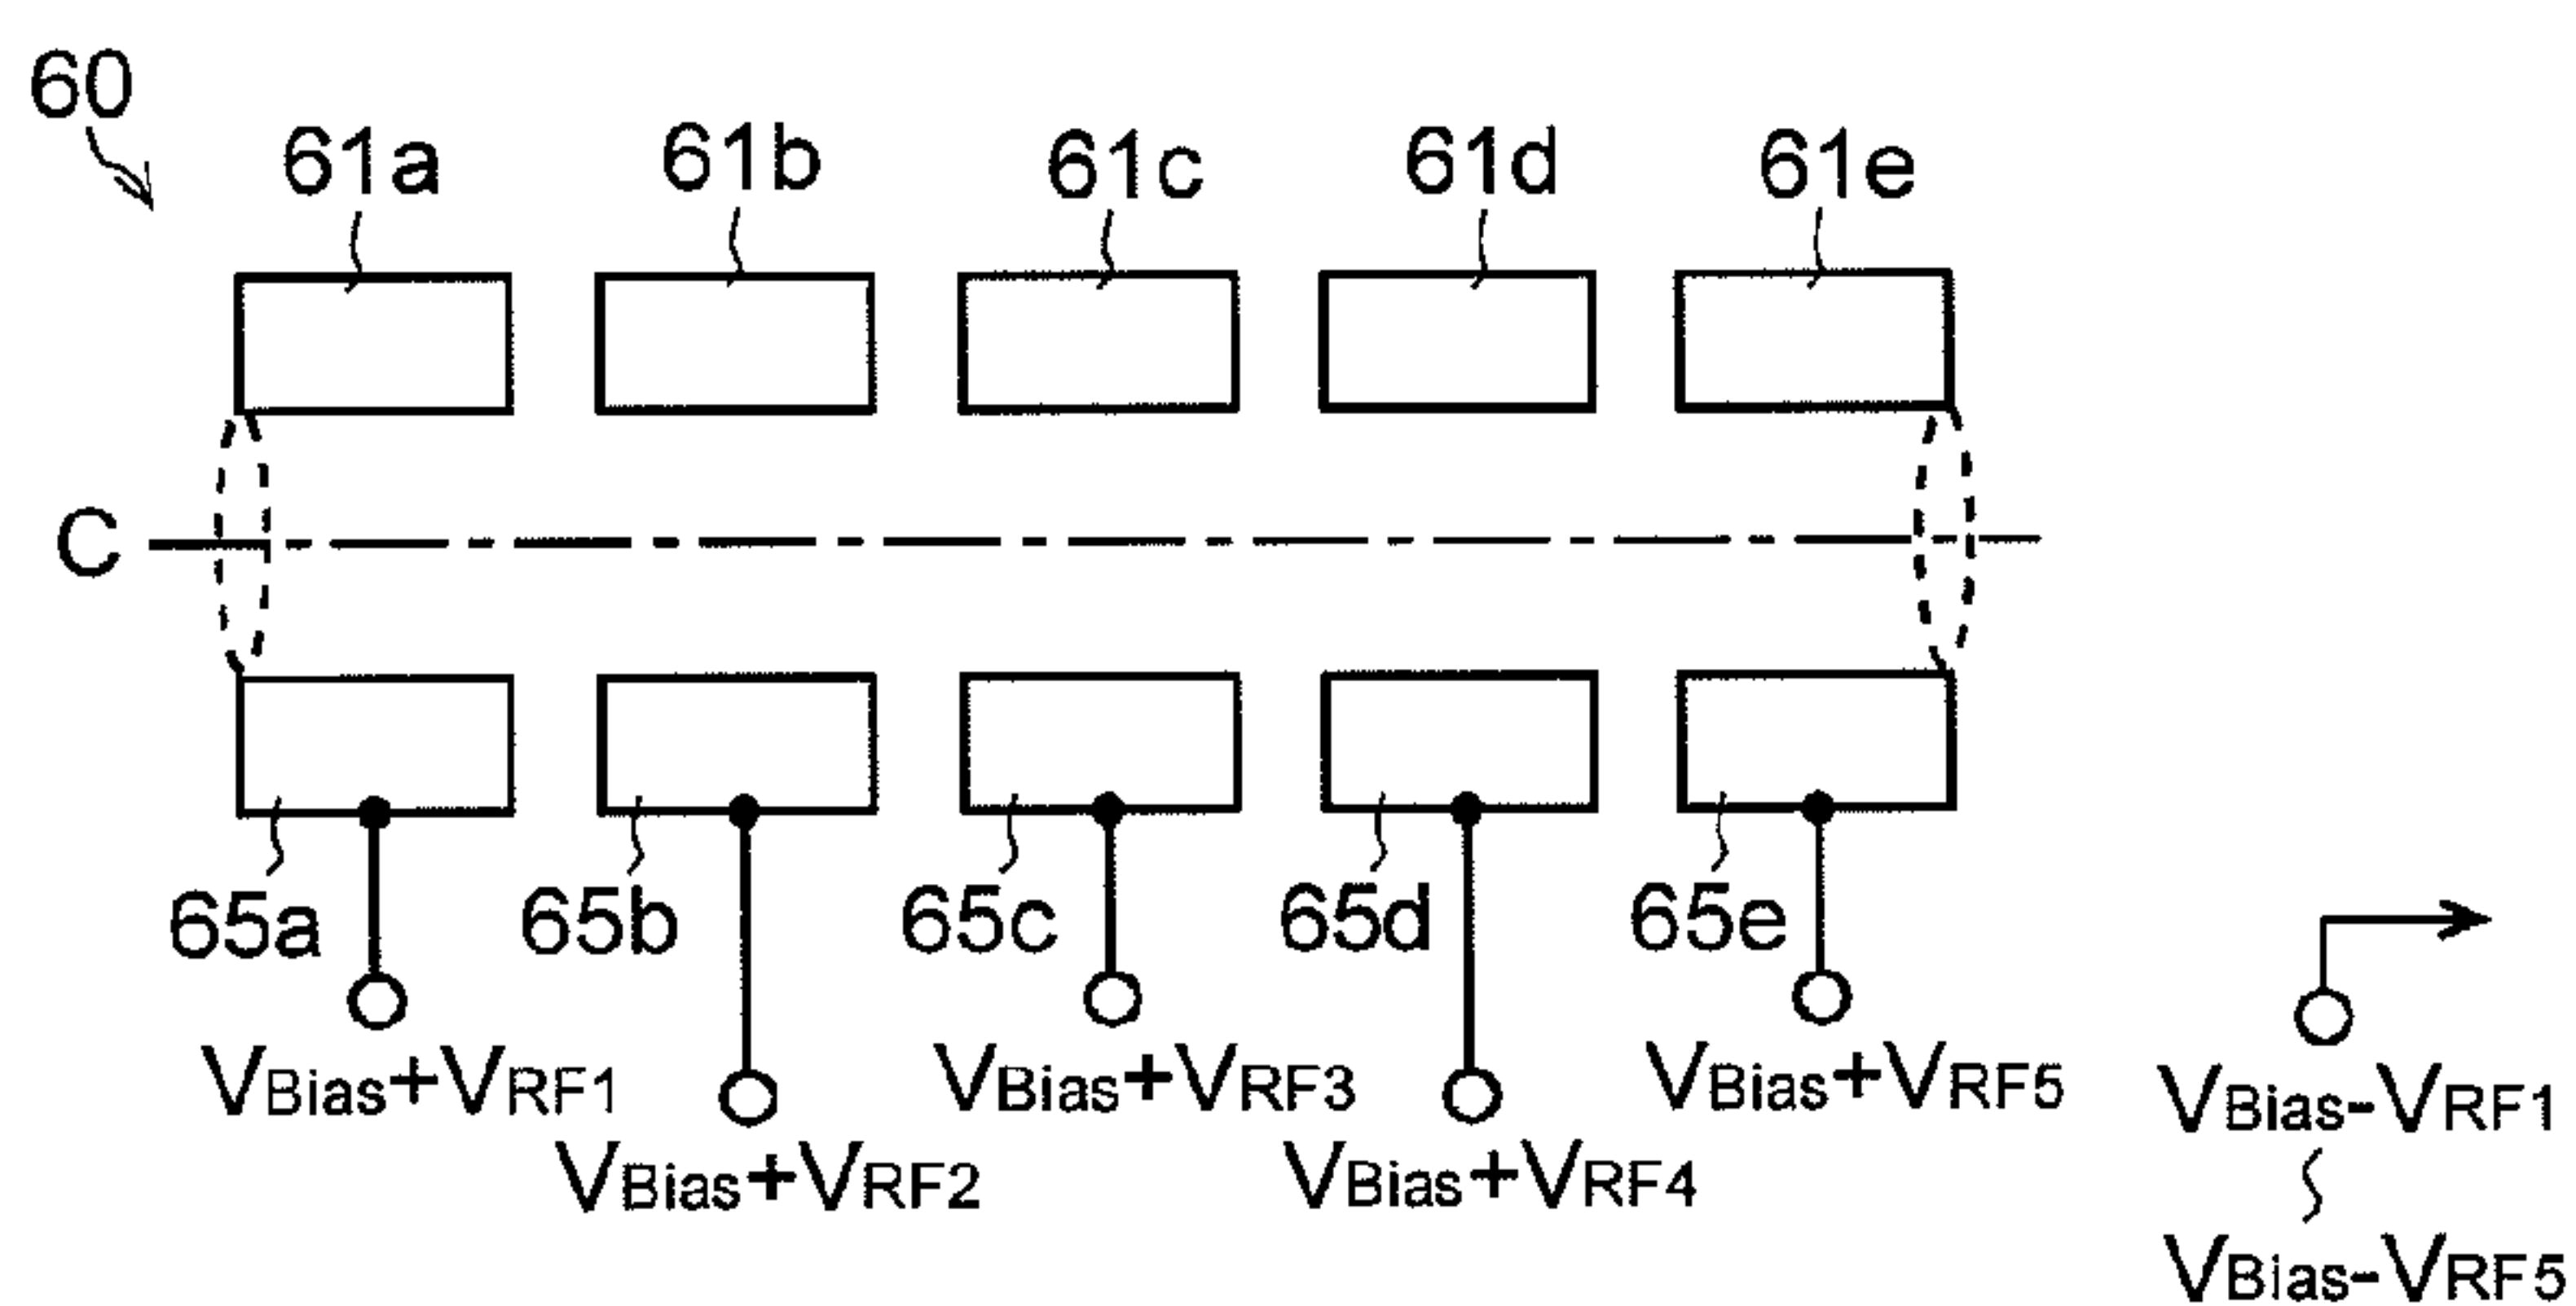 60
61a 61b 61c 61d 61e
C
65a 65b 65c 65d 65e
VBias+VRF1 VBias+VRF3 VBias+VRF5 VBias-VRF1
VBias+VRF2 VBias+VRF4
VBias-VRF5